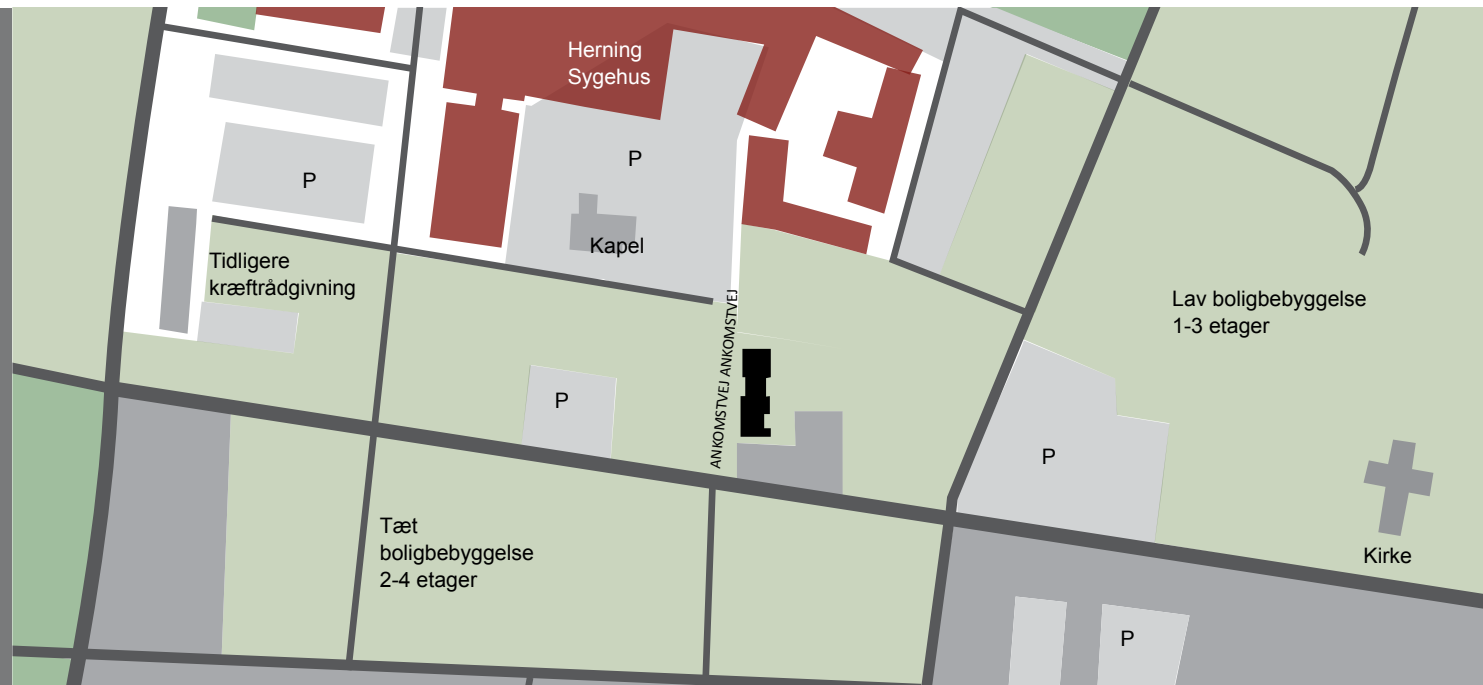 Herning
Sygehus
P
P
Kapel
Tidligere
kræftrådgivning
ANKOMSTVEJ ANKOMSTVEJ
Lav boligbebyggelse
1-3 etager
P
P
Tæt
boligbebyggelse
2-4 etager
Kirke
P